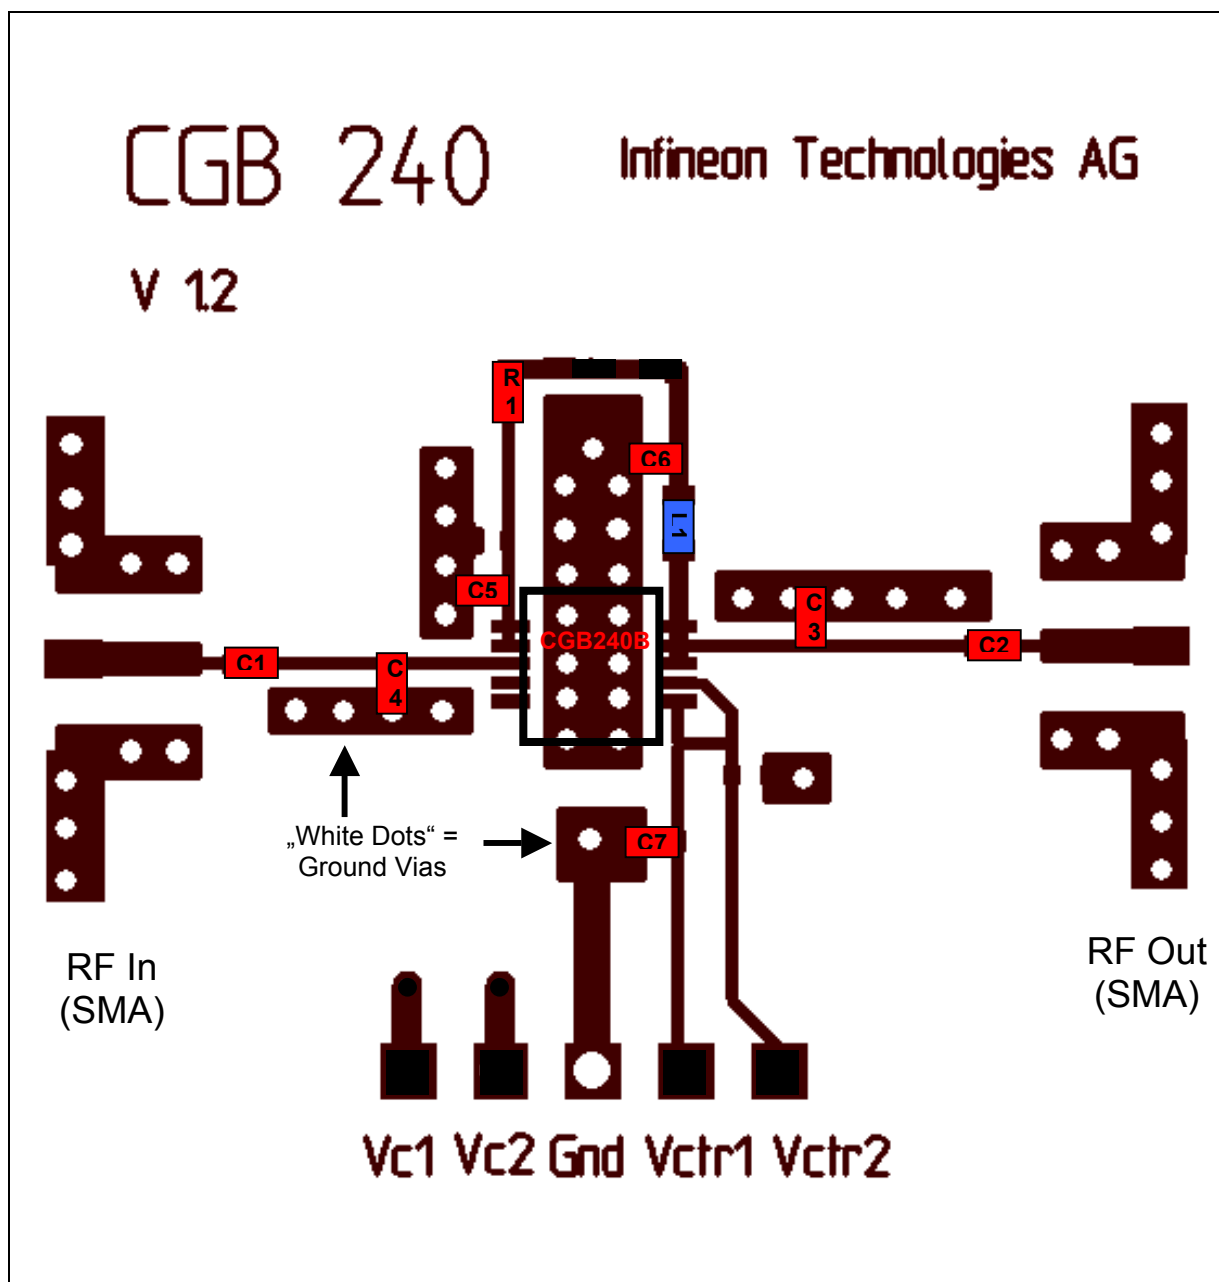 CGB 240
Infineon Technologies AG
V 1.2
R
1
C6
L1
C5
CGB240B
C
3
C1
C
4
C2
„White Dots“ =
Ground Vias
C7
RF In
(SMA)
RF Out
(SMA)
Vc1 Vc2 Gnd Vctr1 Vctr2